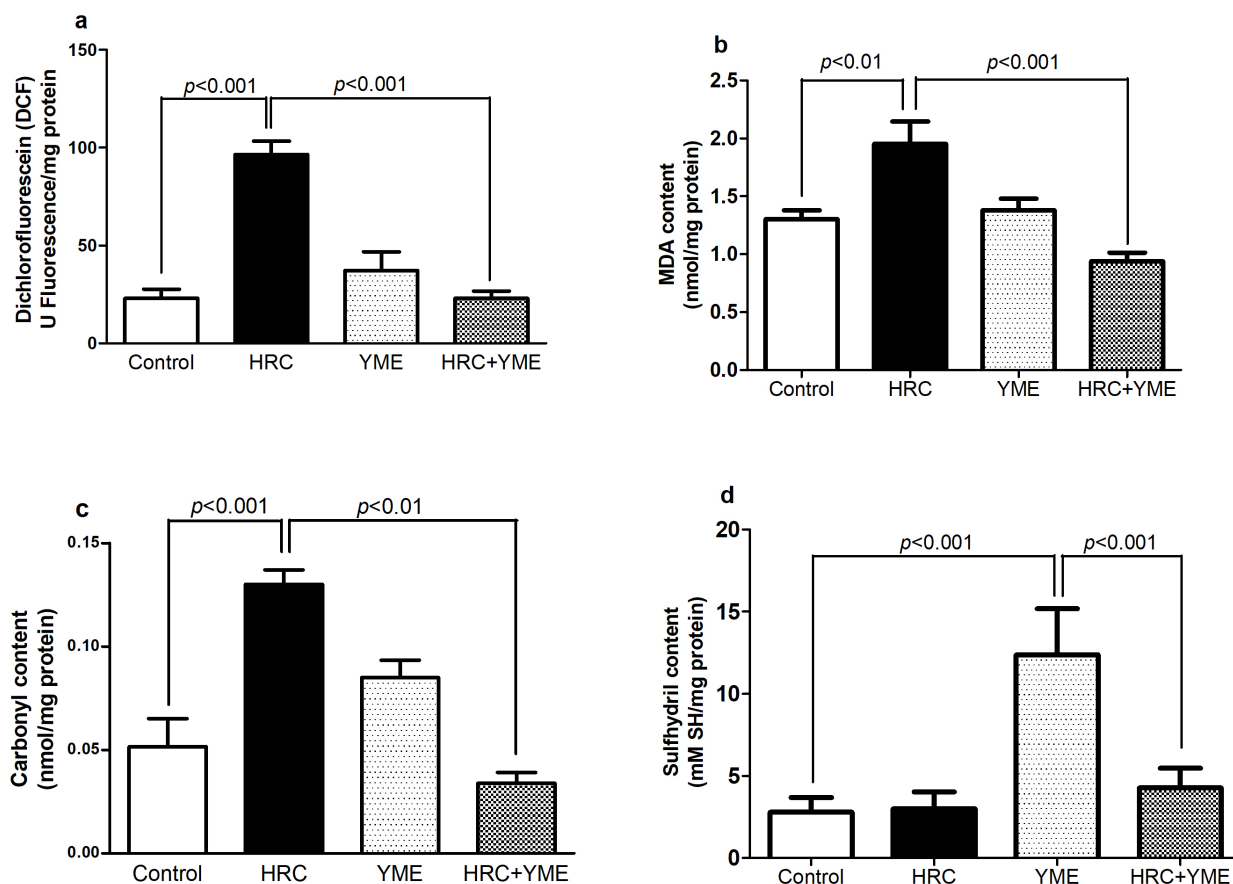 a
Dichlorofluorescein (DCF)
U Fluorescence/mg protein
150
100
50
0
p<0.001
p<0.001
Control
HRC
YME
HRC+YME
b
MDA content
(nmol/mg protein)
2.5
2.0
1.5
1.0
0.5
0.0
p<0.01
p<0.001
Control
HRC
YME
HRC+YME
c
Carbonyl content
(nmol/mg protein)
0.15
0.10
0.05
0.00
p<0.001
p<0.01
Control
HRC
YME
HRC+YME
d
Sulfhydril content
(mM SH/mg protein)
20
15
10
5
0
p<0.001
p<0.001
Control
HRC
YME
HRC+YME